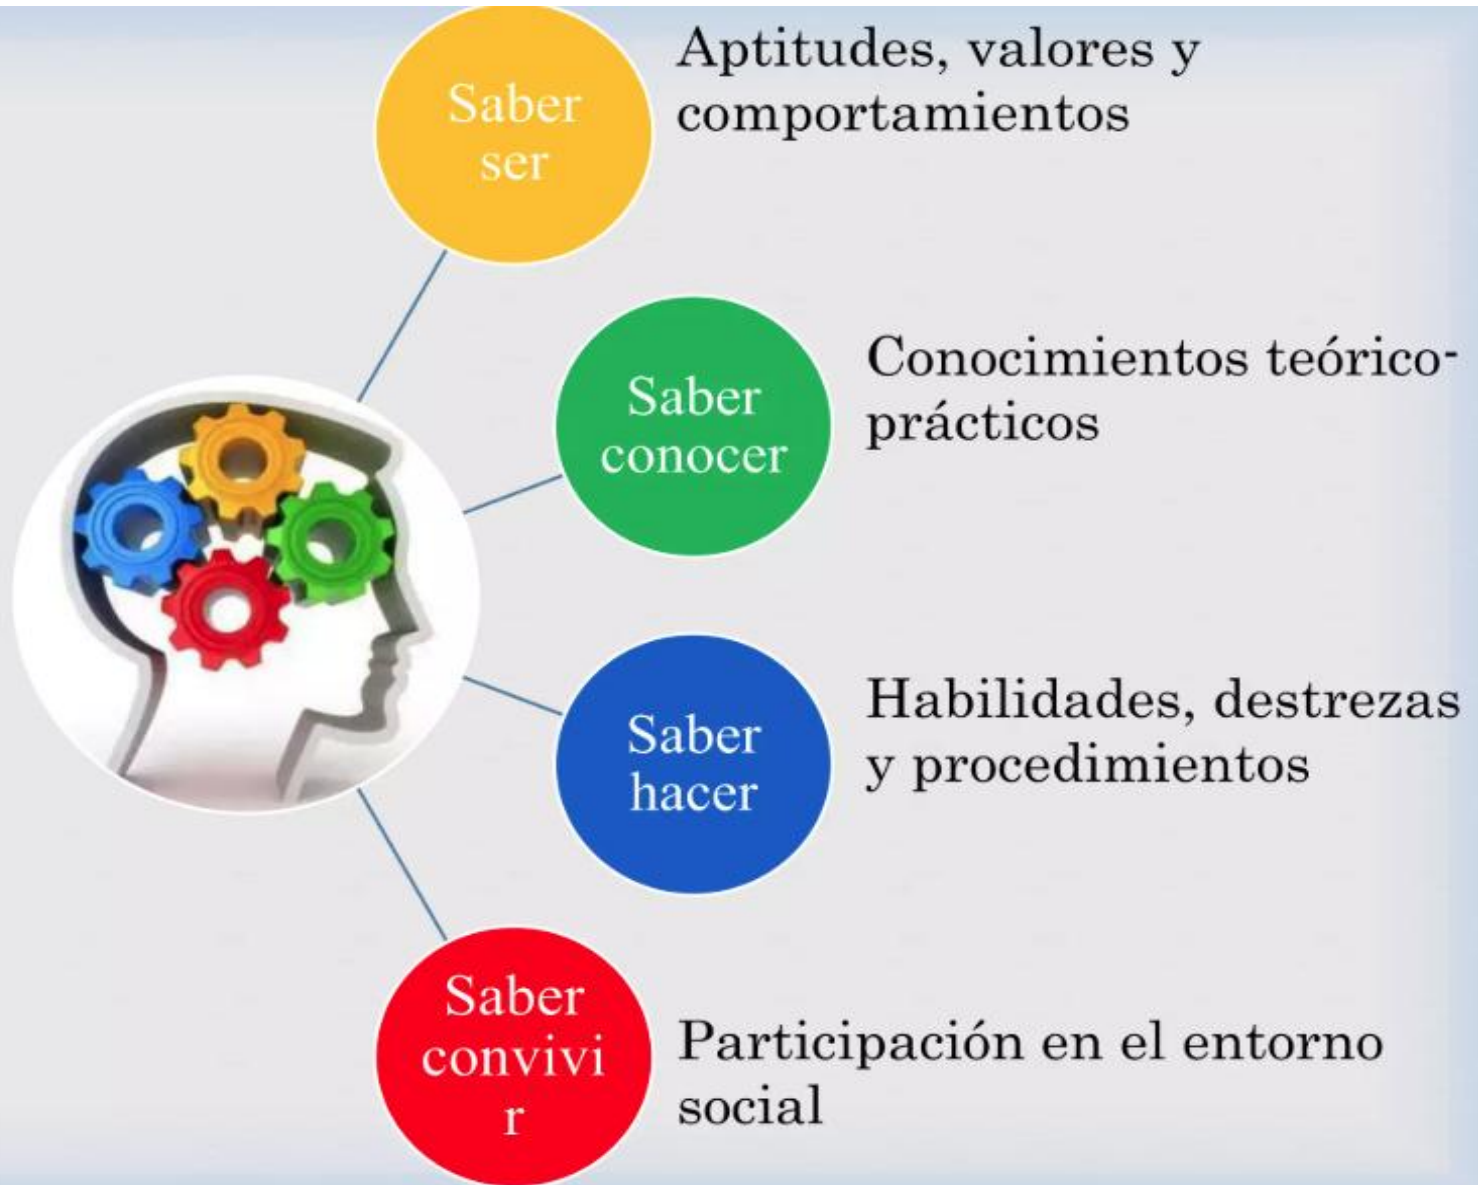 Saber
ser
Aptitudes, valores y
comportamientos
Saber
conocer
Conocimientos teórico-
prácticos
Saber
hacer
Habilidades, destrezas
y procedimientos
Saber
convivi
r
Participación en el entorno
social